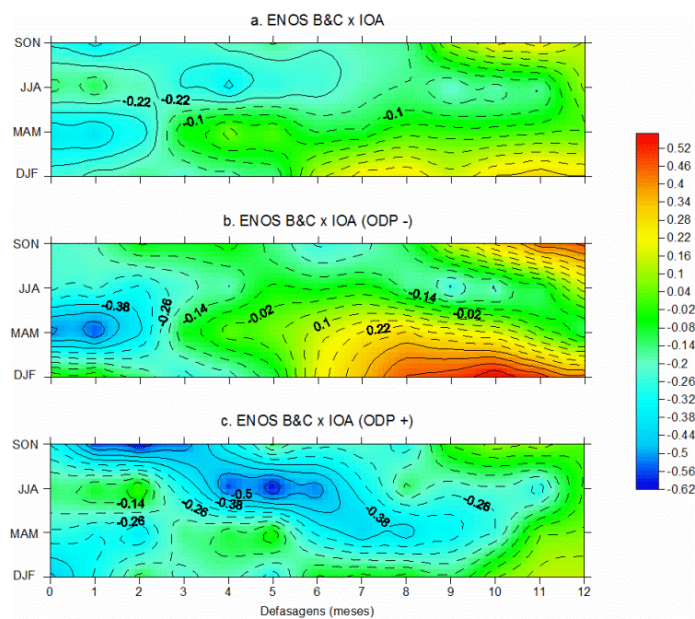 a. ENOS B&C x IOA
SON
JJA
MAM
DJF
-0.22
-0.22
-0.1
-0.1
b. ENOS B&C x IOA (ODP -)
SON
JJA
MAM
DJF
-0.38
-0.26
-0.14
-0.02
0.1
0.22
-0.14
-0.02
c. ENOS B&C x IOA (ODP +)
SON
JJA
MAM
DJF
-0.14
-0.26
-0.26
-0.5
-0.38
-0.38
-0.26
0 1 2 3 4 5 6 7 8 9 10 11 12
Defasagens (meses)
0.52
0.46
0.4
0.34
0.28
0.22
0.16
0.1
0.04
-0.02
-0.08
-0.14
-0.2
-0.26
-0.32
-0.38
-0.44
-0.5
-0.56
-0.62